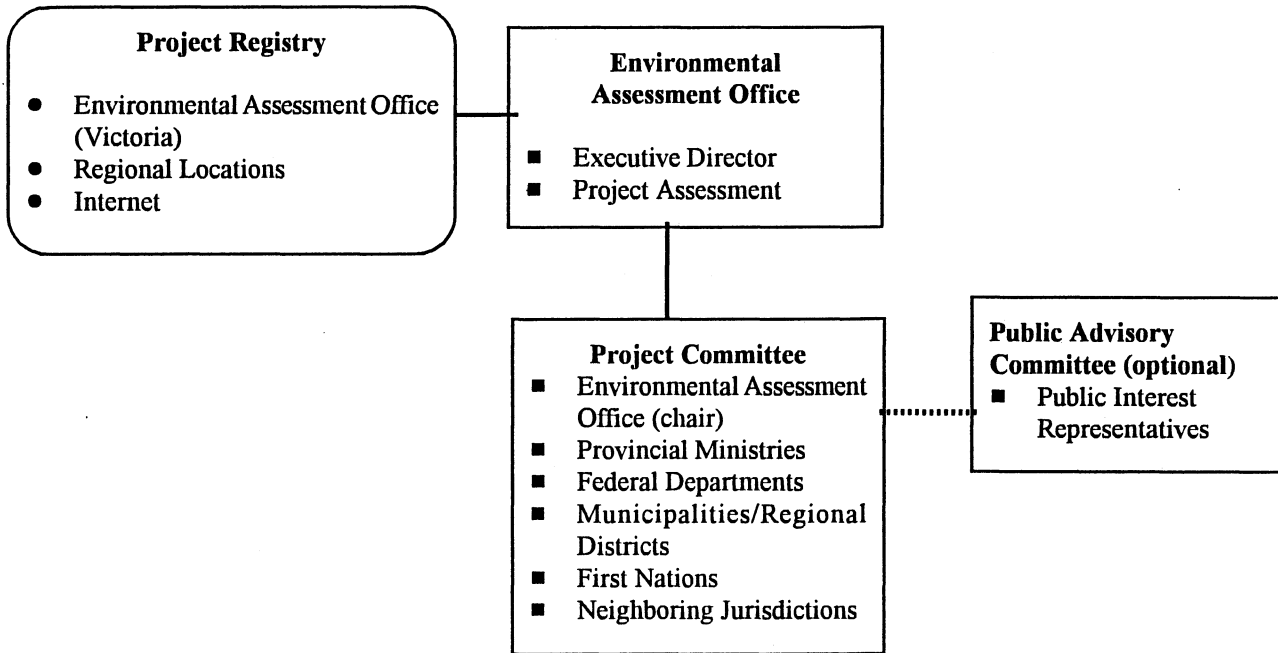 Project Registry
● Environmental Assessment Office
(Victoria)
● Regional Locations
● Internet
Environmental
Assessment Office
■ Executive Director
■ Project Assessment
Project Committee
■ Environmental Assessment
Office (chair)
■ Provincial Ministries
■ Federal Departments
■ Municipalities/Regional
Districts
■ First Nations
■ Neighboring Jurisdictions
Public Advisory
Committee (optional)
■ Public Interest
Representatives